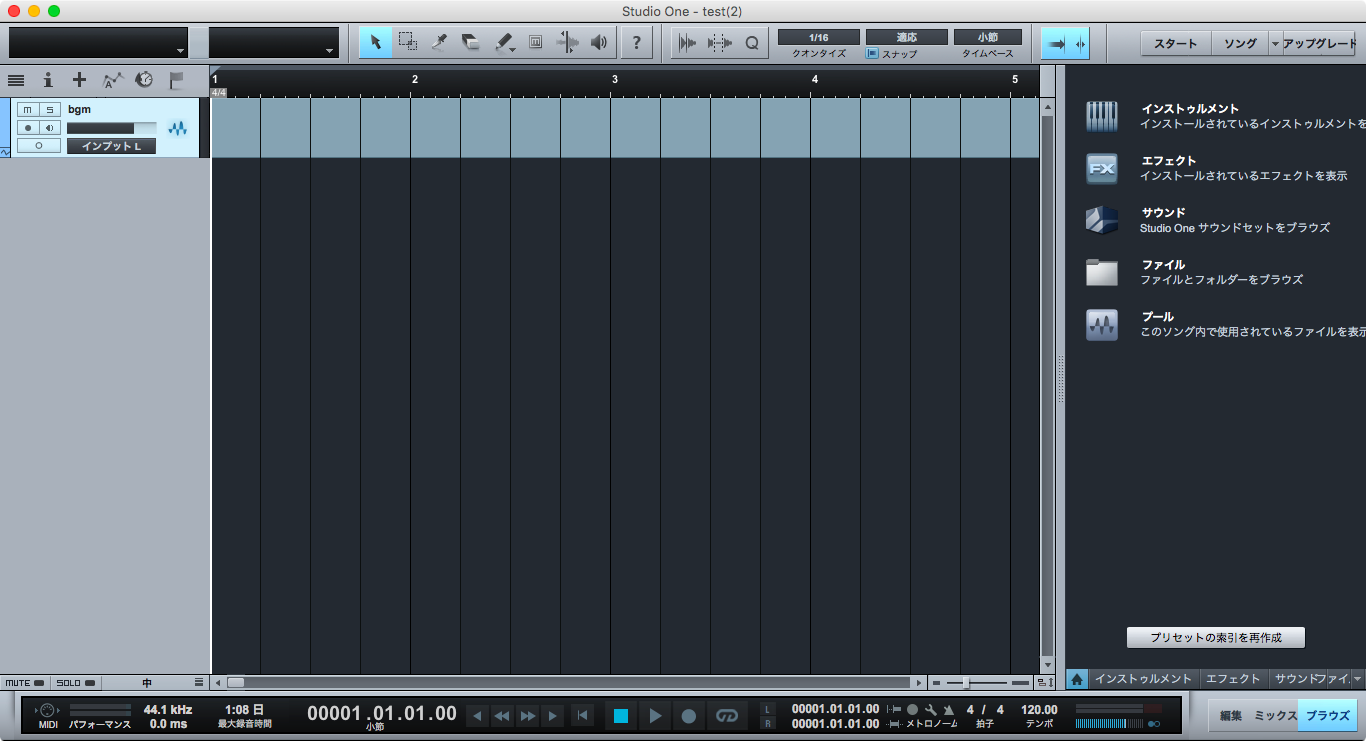 Studio One - test(2)
1/16
クオンタイズ
適応
スナップ
小節
タイムベース
スタート
ソング
アップグレード
?
Q
1
2
3
4
5
4/4
M S bgm
インプット L
インストゥルメント
インストールされているインストゥルメントを
エフェクト
インストールされているエフェクトを表示
FX
サウンド
Studio One サウンドセットをブラウズ
ファイル
ファイルとフォルダーをブラウズ
プール
このソング内で使用されているファイルを表示
プリセットの索引を再作成
インストゥルメント
エフェクト
サウンド
ファイ.
MUTE
SOLO
中
MIDI
パフォーマンス
44.1 kHz
0.0 ms
1:08 日
最大録音時間
00001.01.01.00
小節
L
R
00001.01.01.00
00001.01.01.00
メトロノーム
4 / 4
拍子
120.00
テンポ
編集
ミックス
ブラウズ